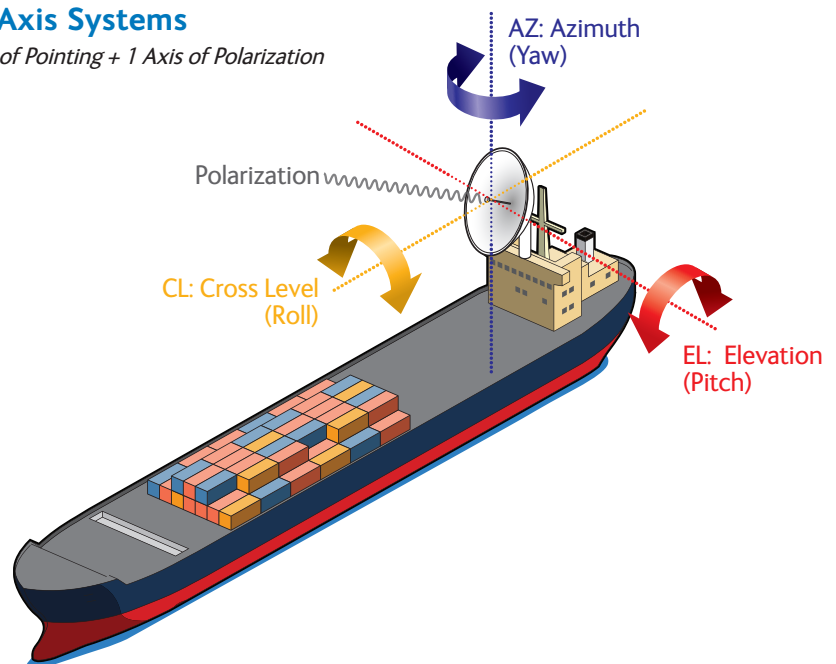 Axis Systems
of Pointing + 1 Axis of Polarization
AZ: Azimuth
(Yaw)
Polarization
CL: Cross Level
(Roll)
EL: Elevation
(Pitch)